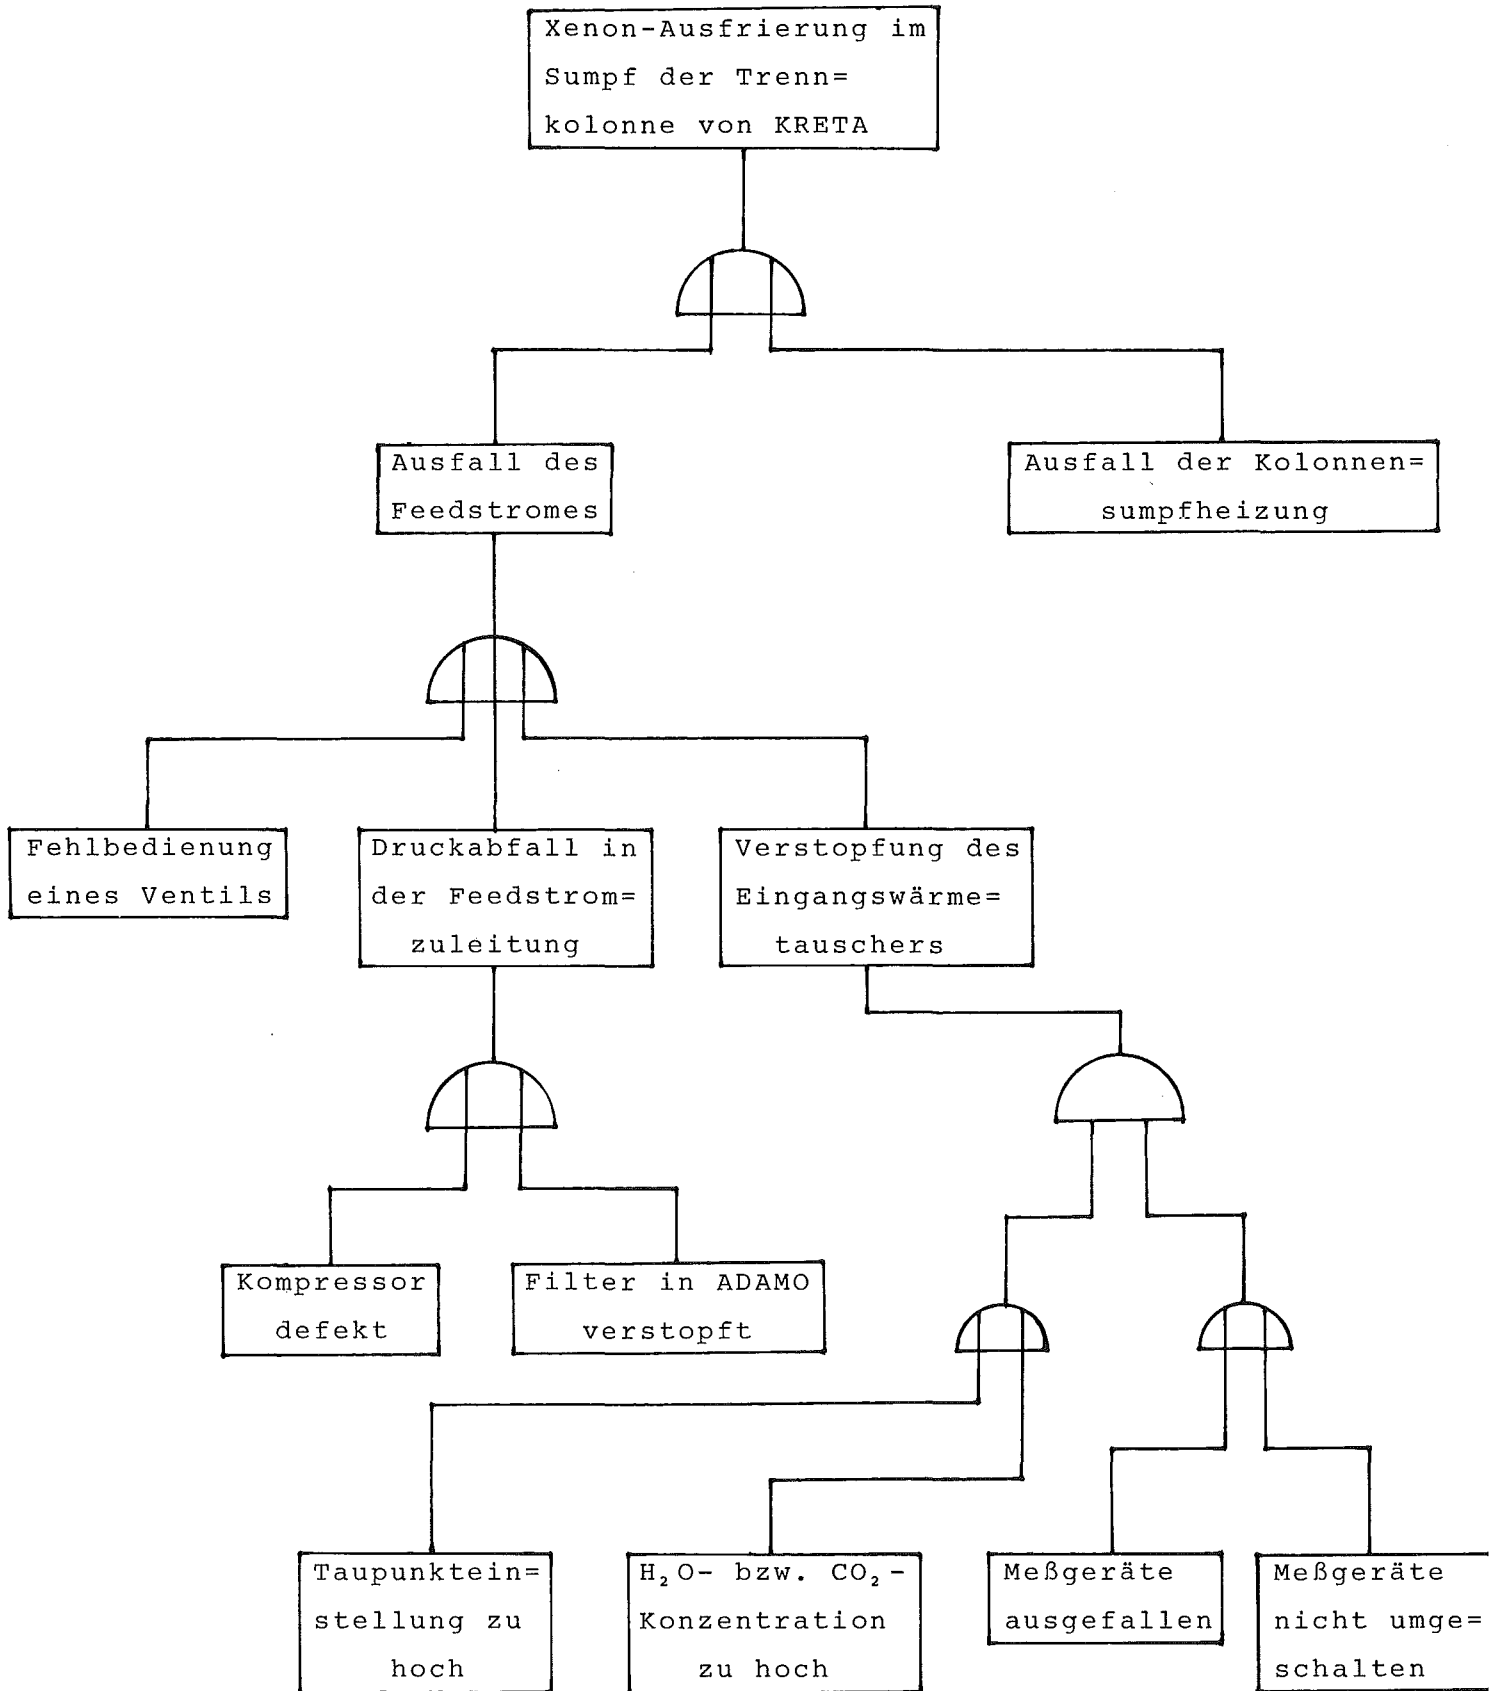 Xenon-Ausfrierung im
Sumpf der Trenn=
kolonne von KRETA
Ausfall des
Feedstromes
Ausfall der Kolonnen=
sumpfheizung
Fehlbedienung
eines Ventils
Druckabfall in
der Feedstrom=
zuleitung
Verstopfung des
Eingangswärme=
tauschers
Kompressor
defekt
Filter in ADAMO
verstopft
Taupunktein=
stellung zu
hoch
H₂O- bzw. CO₂-
Konzentration
zu hoch
Meßgeräte
ausgefallen
Meßgeräte
nicht umge=
schalten